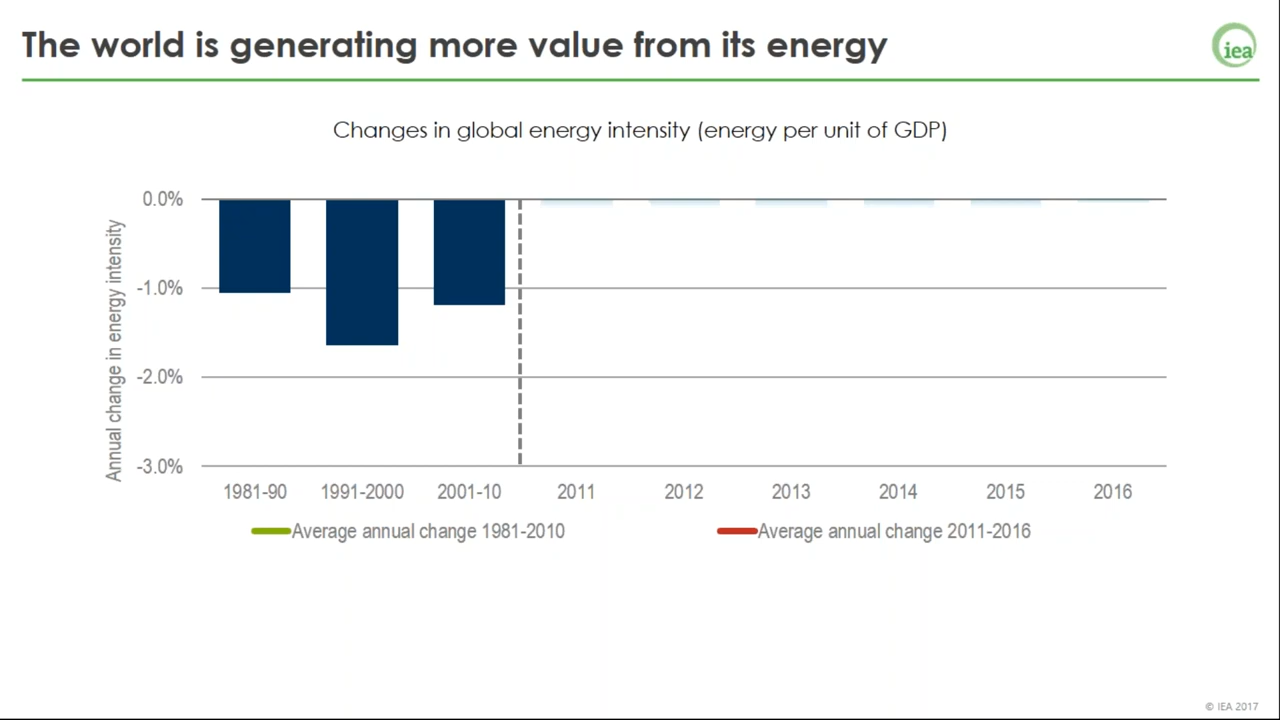 The world is generating more value from its energy
iea
Changes in global energy intensity (energy per unit of GDP)
Annual change in energy intensity
0.0%
-1.0%
-2.0%
-3.0%
1981-90 1991-2000 2001-10 2011 2012 2013 2014 2015 2016
Average annual change 1981-2010 Average annual change 2011-2016
© IEA 2017